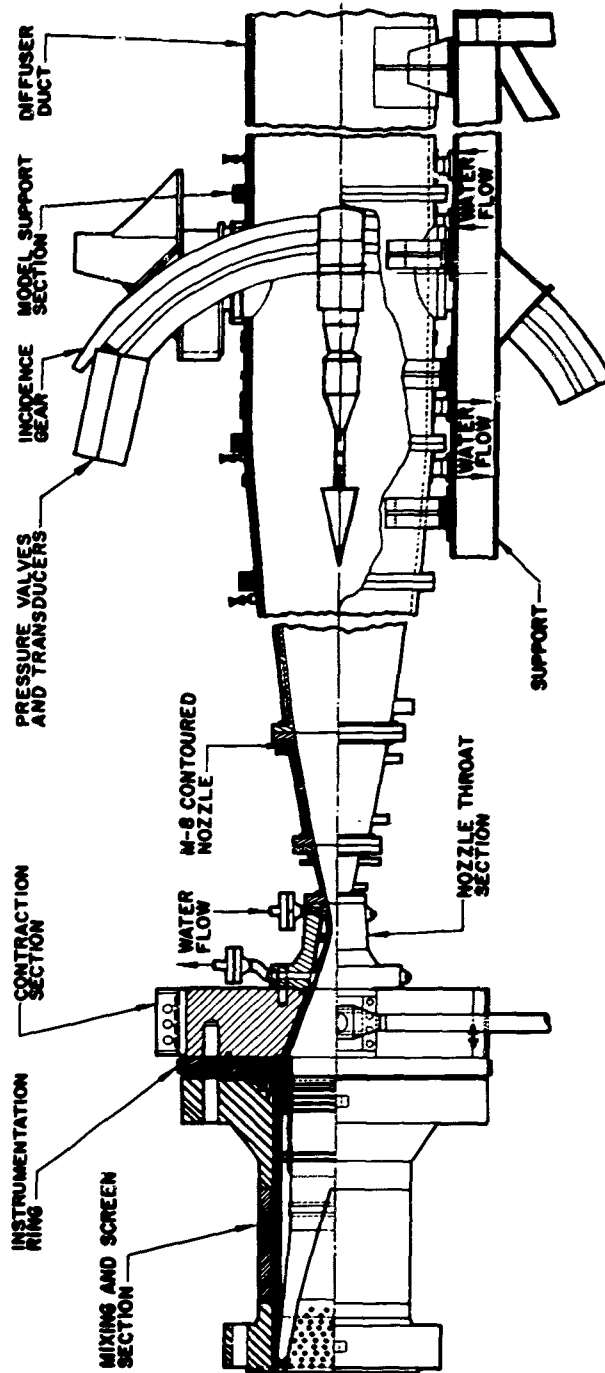 MIXING AND SCREEN
SECTION
INSTRUMENTATION
RING
CONTRACTION
SECTION
WATER
FLOW
M-8 CONTOURED
NOZZLE
NOZZLE THROAT
SECTION
PRESSURE VALVES
AND TRANSDUCERS
INCIDENCE
GEAR
MODEL SUPPORT
SECTION
DIFFUSER
DUCT
WATER
FLOW
WATER
FLOW
SUPPORT